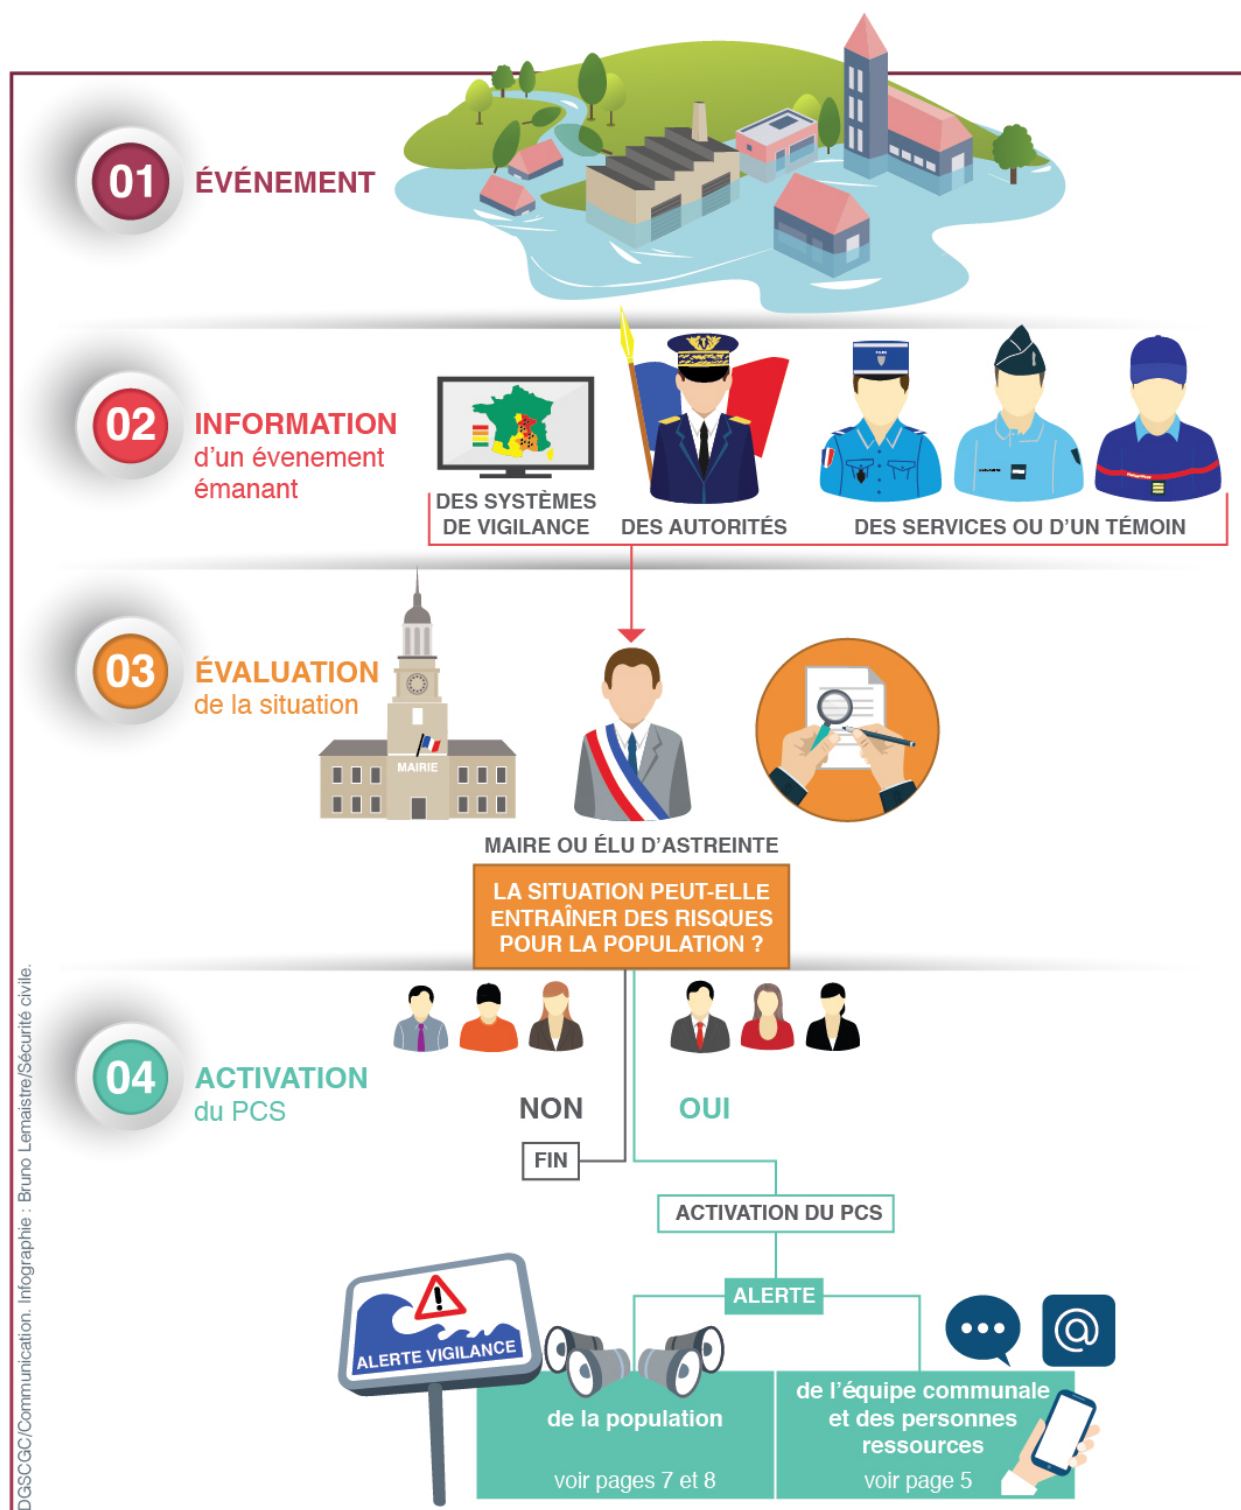 01
ÉVÉNEMENT
02
INFORMATION
d'un évenement
émanant
DES SYSTÈMES
DE VIGILANCE
DES AUTORITÉS
DES SERVICES OU D'UN TÉMOIN
03
ÉVALUATION
de la situation
MAIRIE
MAIRE OU ÉLU D'ASTREINTE
LA SITUATION PEUT-ELLE
ENTRAÎNER DES RISQUES
POUR LA POPULATION ?
04
ACTIVATION
du PCS
NON
OUI
FIN
ACTIVATION DU PCS
ALERTE
ALERTE VIGILANCE
@
de la population
voir pages 7 et 8
de l'équipe communale
et des personnes
ressources
voir page 5
DGSCGC/Communication. Infographie : Bruno Lemaistre/Sécurité civile.